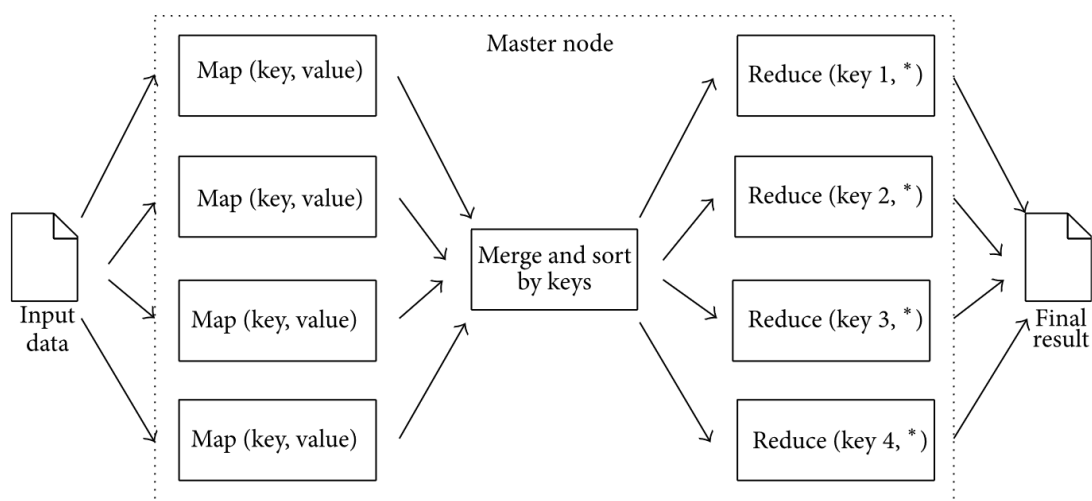 Master node
Map (key, value)
Map (key, value)
Map (key, value)
Map (key, value)
Input
data
Merge and sort
by keys
Reduce (key 1, *)
Reduce (key 2, *)
Reduce (key 3, *)
Reduce (key 4, *)
Final
result